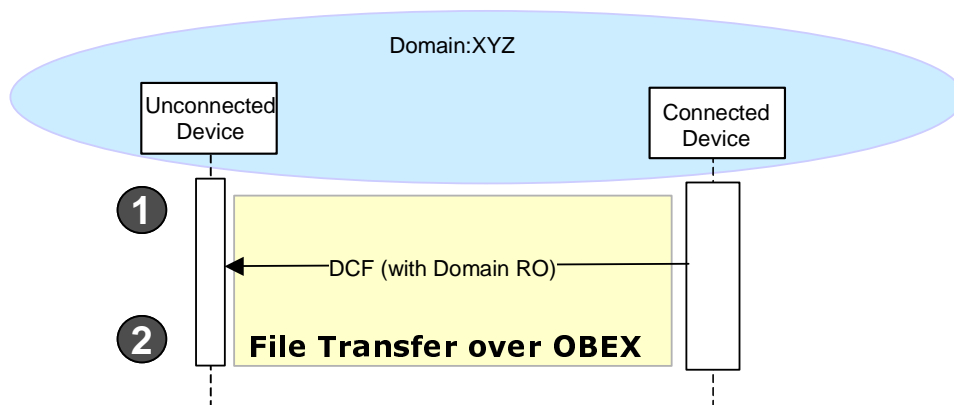 Domain:XYZ
Unconnected
Device
Connected
Device
1
DCF (with Domain RO)
2
File Transfer over OBEX